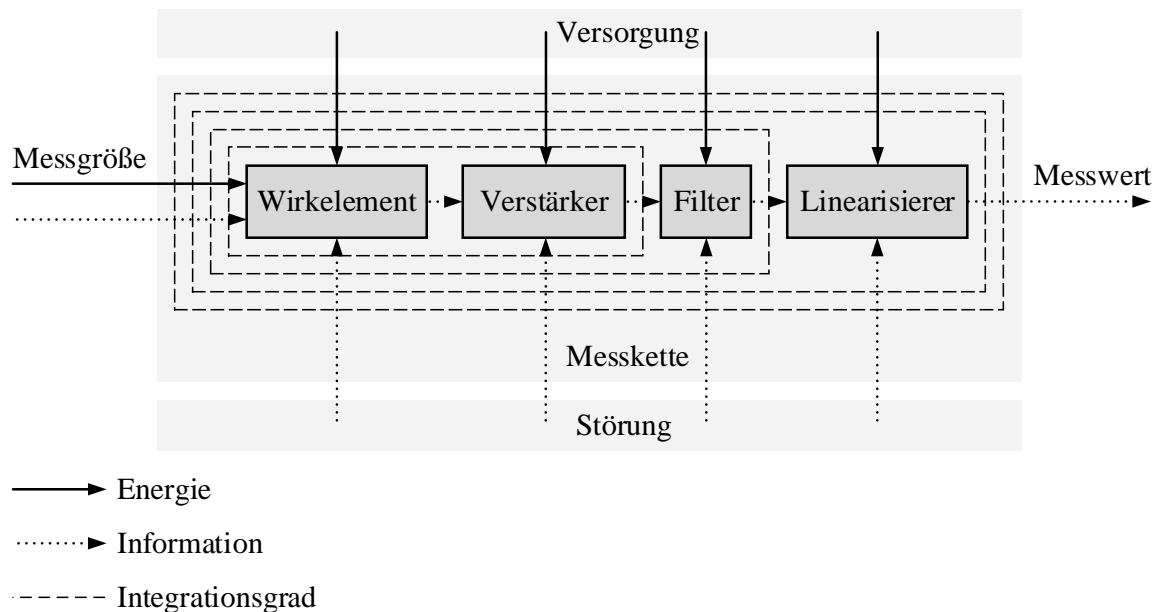 Versorgung
Messgröße
Messwert
Wirkelement
Verstärker
Filter
Linearisierer
Messkette
Störung
Energie
Information
Integrationsgrad